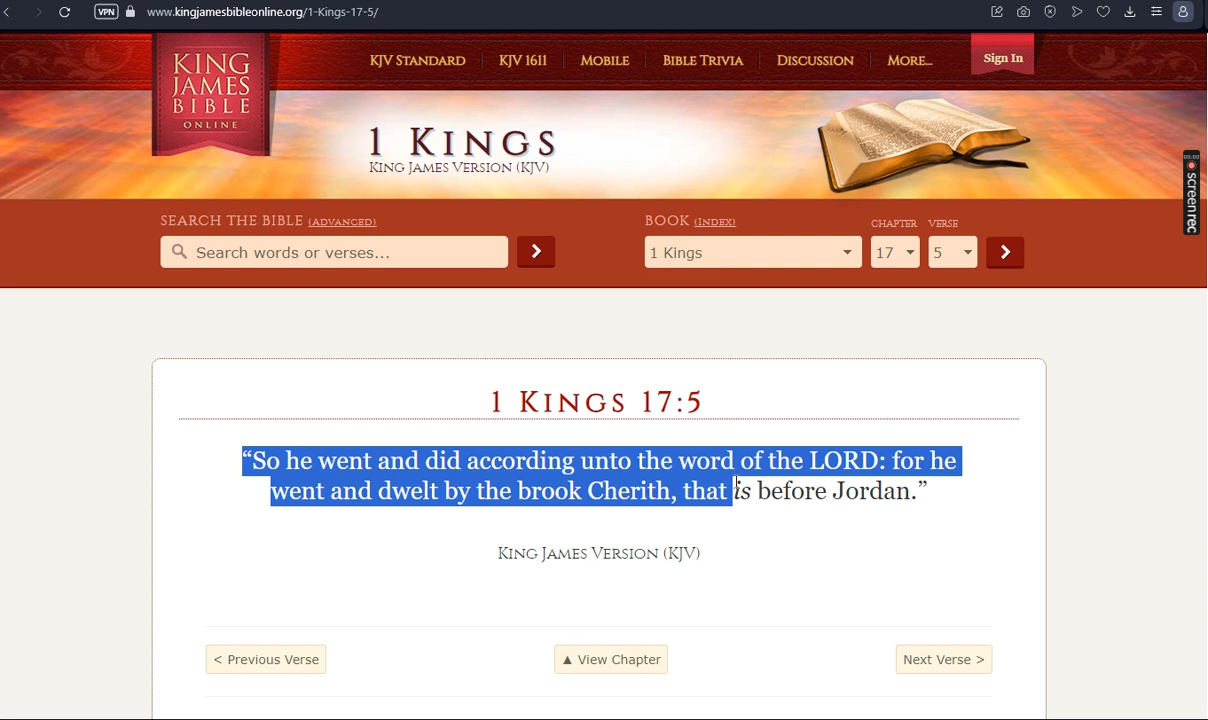 VPN www.kingjamesbibleonline.org/1-Kings-17-5/
KING
JAMES
BIBLE
ONLINE
KJV STANDARD KJV 1611 MOBILE BIBLE TRIVIA DISCUSSION MORE... Sign In
1 KINGS
KING JAMES VERSION (KJV)
00:00
screenrec
SEARCH THE BIBLE (ADVANCED) BOOK (INDEX) CHAPTER VERSE
Search words or verses... 1 Kings 17 5
1 KINGS 17:5
“So he went and did according unto the word of the LORD: for he
went and dwelt by the brook Cherith, that is before Jordan.”
KING JAMES VERSION (KJV)
< Previous Verse ▲ View Chapter Next Verse >